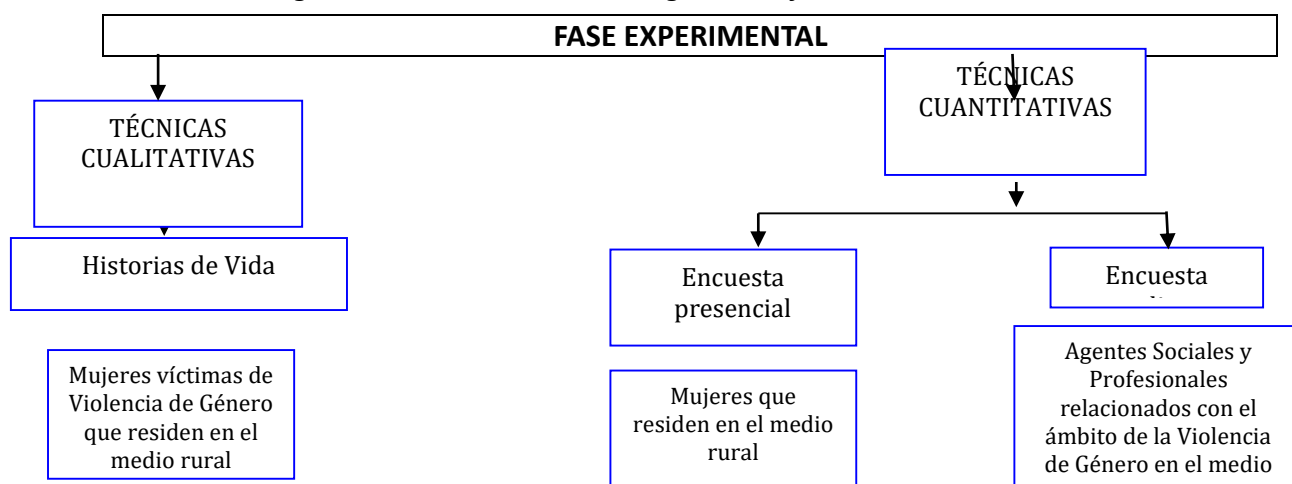 FASE EXPERIMENTAL
TÉCNICAS
CUALITATIVAS
Historias de Vida
Mujeres víctimas de
Violencia de Género
que residen en el
medio rural
TÉCNICAS
CUANTITATIVAS
Encuesta
presencial
Mujeres que
residen en el medio
rural
Encuesta
Agentes Sociales y
Profesionales
relacionados con el
ámbito de la Violencia
de Género en el medio